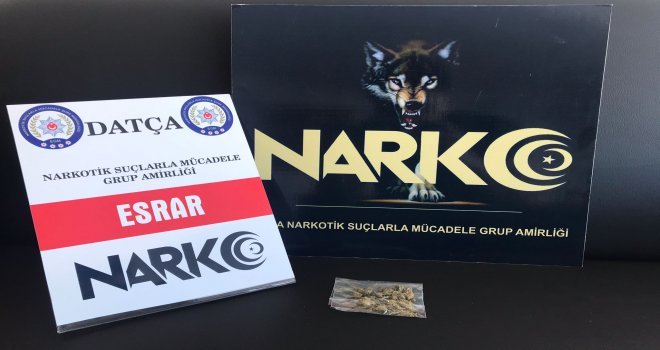 DATÇA
NARKOTİK SUÇLARLA MÜCADELE
GRUP AMİRLİĞİ
ESRAR
NARKO
NARKO
A NARKOTİK SUÇLARLA MÜCADELE GRUP AMİRLİĞİ